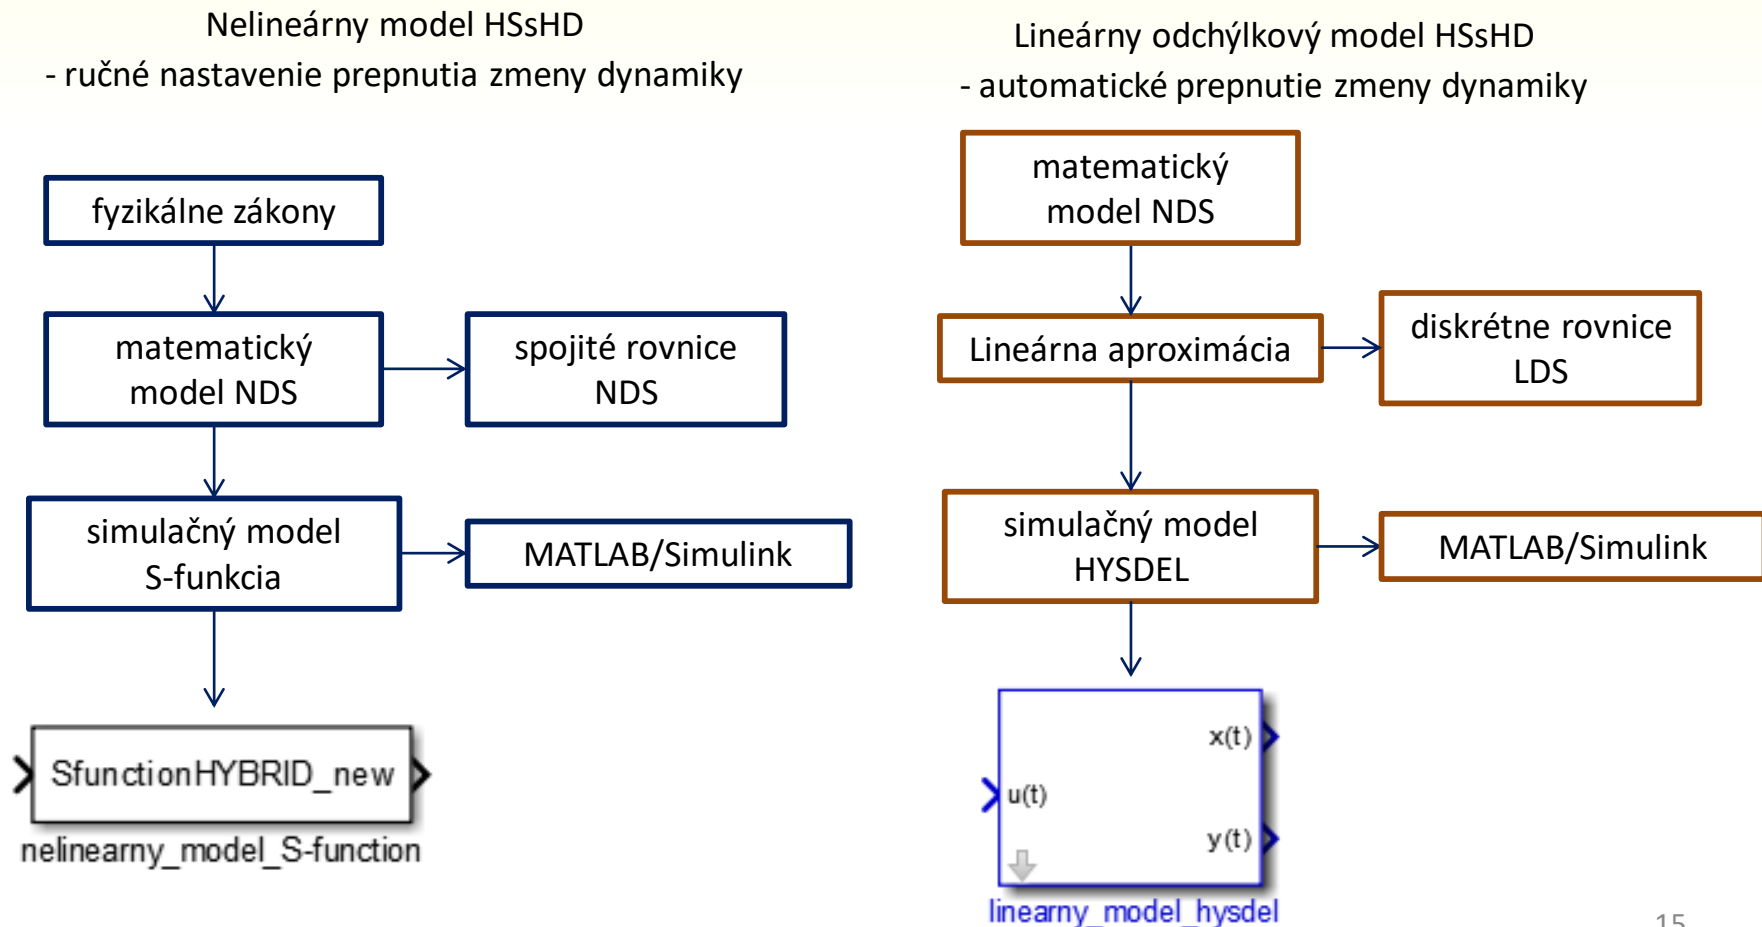 Nelineárny model HSsHD
- ručné nastavenie prepnutia zmeny dynamiky
fyzikálne zákony
matematický
model NDS
spojité rovnice
NDS
simulačný model
S-funkcia
MATLAB/Simulink
SfunctionHYBRID_new
nelinearny_model_S-function
Lineárny odchýlkový model HSsHD
- automatické prepnutie zmeny dynamiky
matematický
model NDS
Lineárna aproximácia
diskrétne rovnice
LDS
simulačný model
HYSDEL
MATLAB/Simulink
x(t)
u(t)
y(t)
linearny_model_hysdel
15